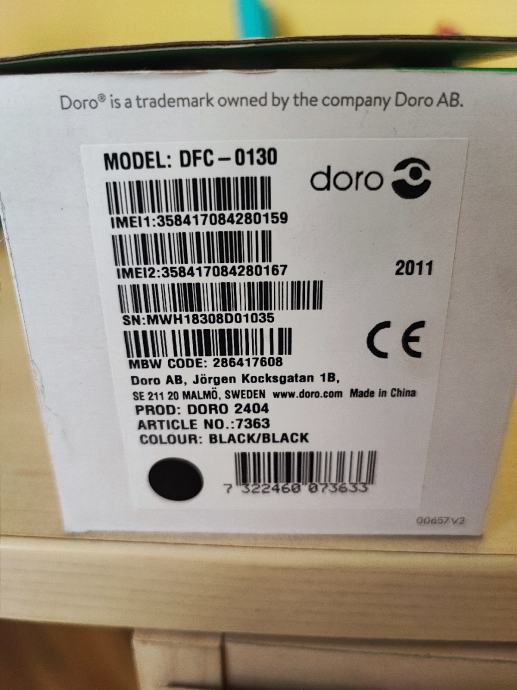 Doro® is a trademark owned by the company Doro AB.
MODEL: DFC-0130
doro
IMEI1:358417084280159
IMEI2:358417084280167
2011
SN:MWH18308D01035
CE
MBW CODE: 286417608
Doro AB, Jörgen Kocksgatan 1B,
SE 211 20 MALMÖ, SWEDEN www.doro.com Made in China
PROD: DORO 2404
ARTICLE NO.:7363
COLOUR: BLACK/BLACK
7 322460 073633
00657V2